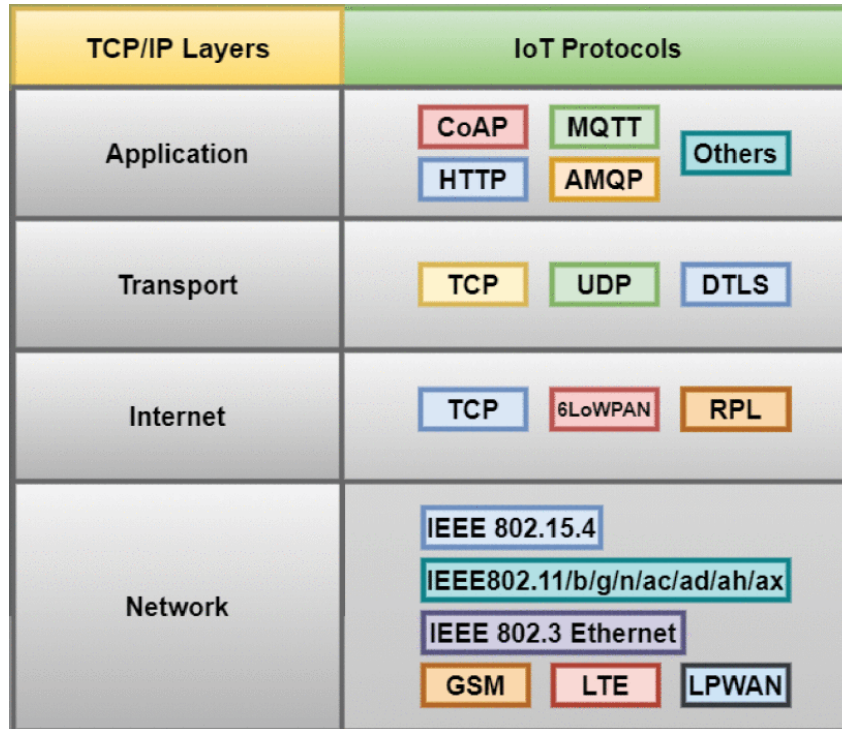 TCP/IP Layers
IoT Protocols
Application
CoAP
MQTT
Others
HTTP
AMQP
Transport
TCP
UDP
DTLS
Internet
TCP
6LoWPAN
RPL
Network
IEEE 802.15.4
IEEE802.11/b/g/n/ac/ad/ah/ax
IEEE 802.3 Ethernet
GSM
LTE
LPWAN